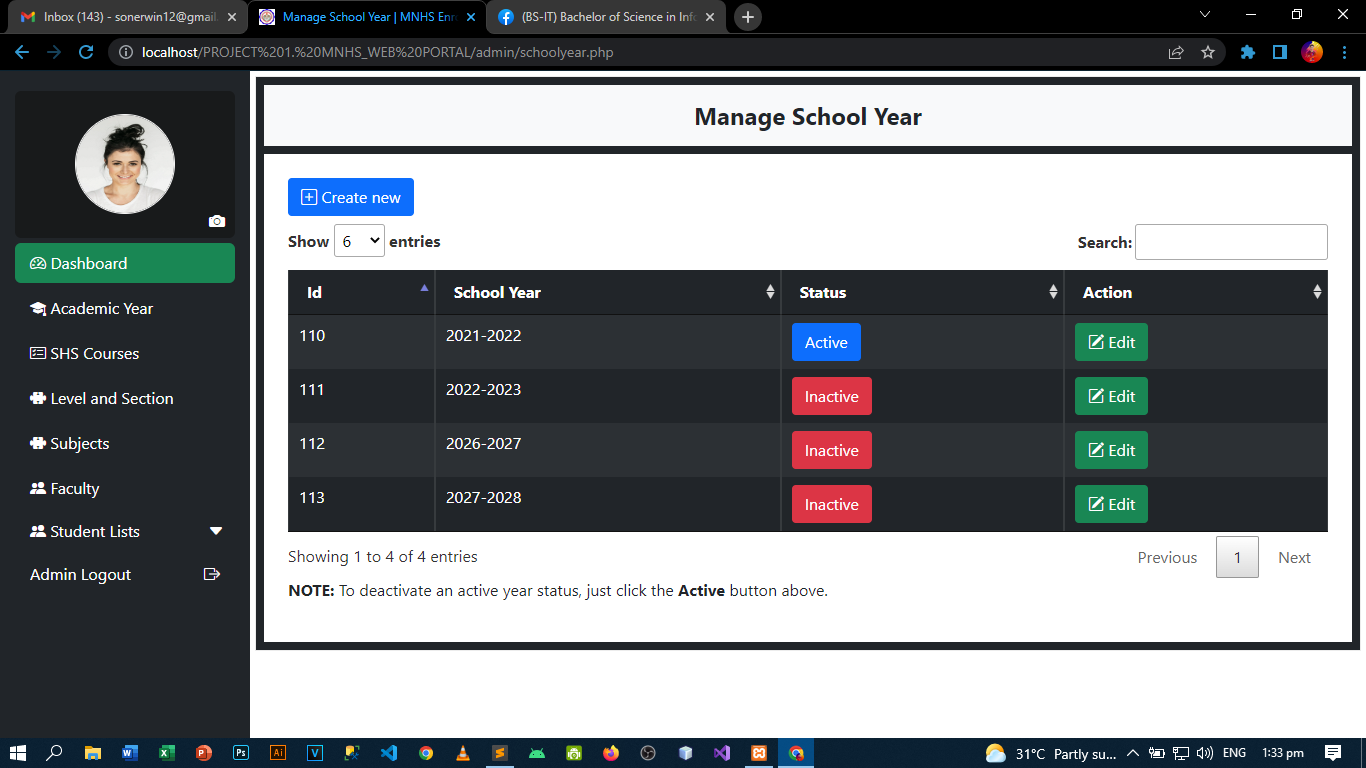 Inbox (143) - sonerwin12@gmail
Manage School Year | MNHS Enr
(BS-IT) Bachelor of Science in Info
localhost/PROJECT%201.%20MNHS_WEB%20PORTAL/admin/schoolyear.php
Manage School Year
Create new
Show 6 entries
Search:
Id School Year Status Action
110 2021-2022 Active Edit
111 2022-2023 Inactive Edit
112 2026-2027 Inactive Edit
113 2027-2028 Inactive Edit
Showing 1 to 4 of 4 entries
Previous 1 Next
NOTE: To deactivate an active year status, just click the Active button above.
Dashboard
Academic Year
SHS Courses
Level and Section
Subjects
Faculty
Student Lists
Admin Logout
31°C Partly su... ENG 1:33 pm